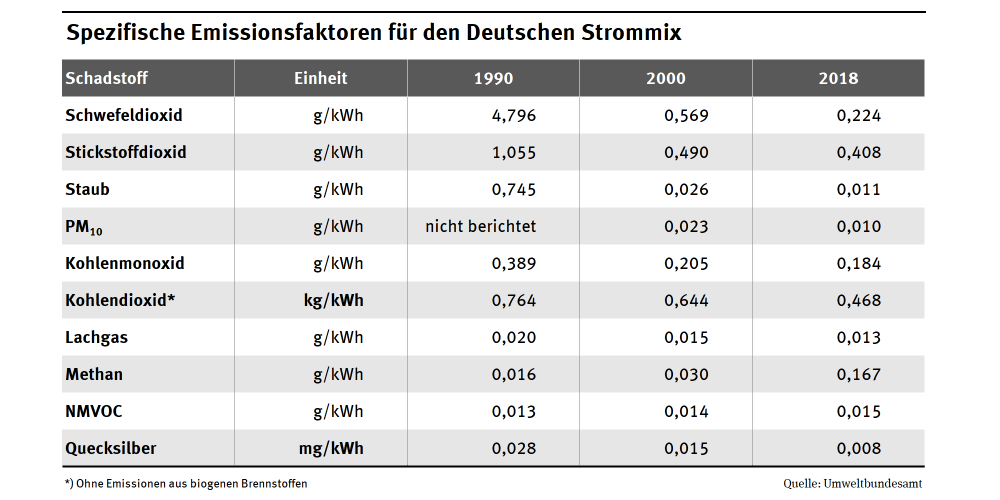 Spezifische Emissionsfaktoren für den Deutschen Strommix
Schadstoff Einheit 1990 2000 2018
Schwefeldioxid g/kWh 4,796 0,569 0,224
Stickstoffdioxid g/kWh 1,055 0,490 0,408
Staub g/kWh 0,745 0,026 0,011
PM₁₀ g/kWh nicht berichtet 0,023 0,010
Kohlenmonoxid g/kWh 0,389 0,205 0,184
Kohlendioxid* kg/kWh 0,764 0,644 0,468
Lachgas g/kWh 0,020 0,015 0,013
Methan g/kWh 0,016 0,030 0,167
NMVOC g/kWh 0,013 0,014 0,015
Quecksilber mg/kWh 0,028 0,015 0,008
*) Ohne Emissionen aus biogenen Brennstoffen Quelle: Umweltbundesamt